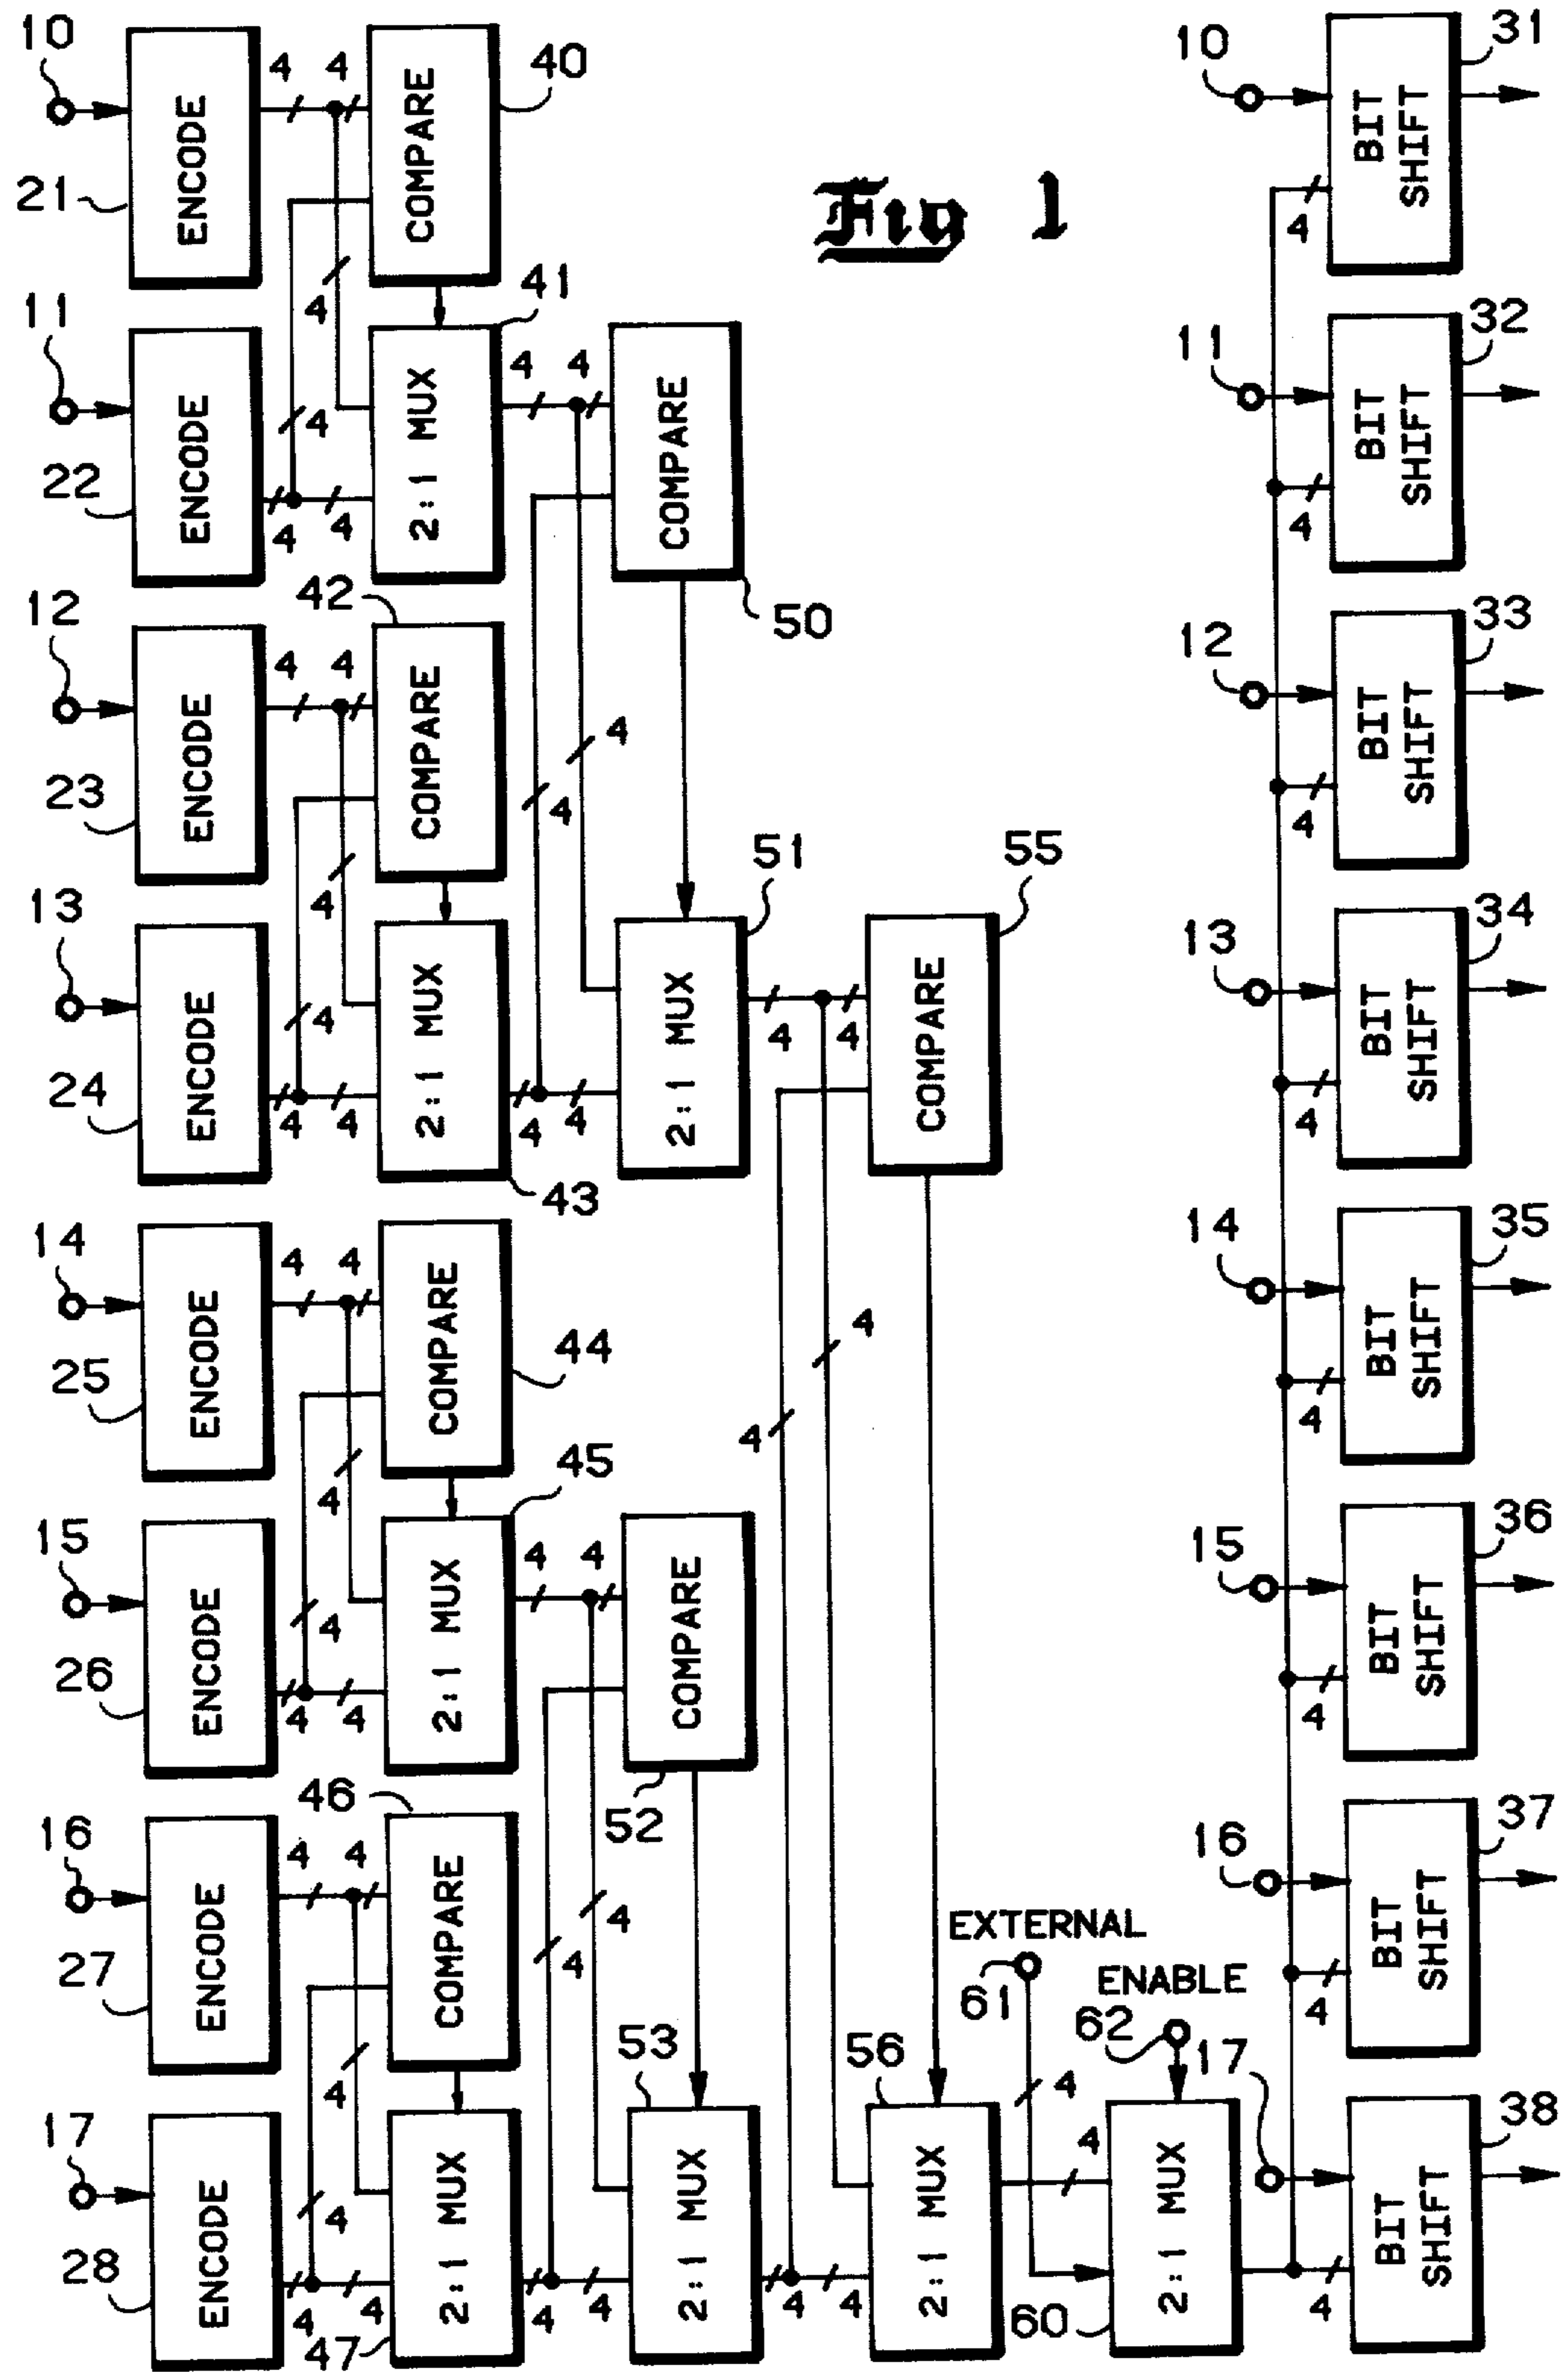 Fig 1
10
ENCODE
21
4
4
COMPARE
40
4
11
ENCODE
22
4
4
4
2:1 MUX
41
4
4
COMPARE
50
12
ENCODE
23
4
4
COMPARE
42
4
4
4
13
ENCODE
24
4
4
4
2:1 MUX
43
4
4
2:1 MUX
51
4
4
COMPARE
55
14
ENCODE
25
4
4
COMPARE
44
4
4
4
15
ENCODE
26
4
4
4
2:1 MUX
45
4
4
COMPARE
52
16
ENCODE
27
4
4
COMPARE
46
4
4
4
17
ENCODE
28
4
4
4
2:1 MUX
47
4
4
2:1 MUX
53
4
4
2:1 MUX
56
4
EXTERNAL
61
4
ENABLE
62
2:1 MUX
60
10
BIT
SHIFT
31
4
11
BIT
SHIFT
32
4
12
BIT
SHIFT
33
4
13
BIT
SHIFT
34
4
14
BIT
SHIFT
35
4
15
BIT
SHIFT
36
4
16
BIT
SHIFT
37
4
17
BIT
SHIFT
38
4